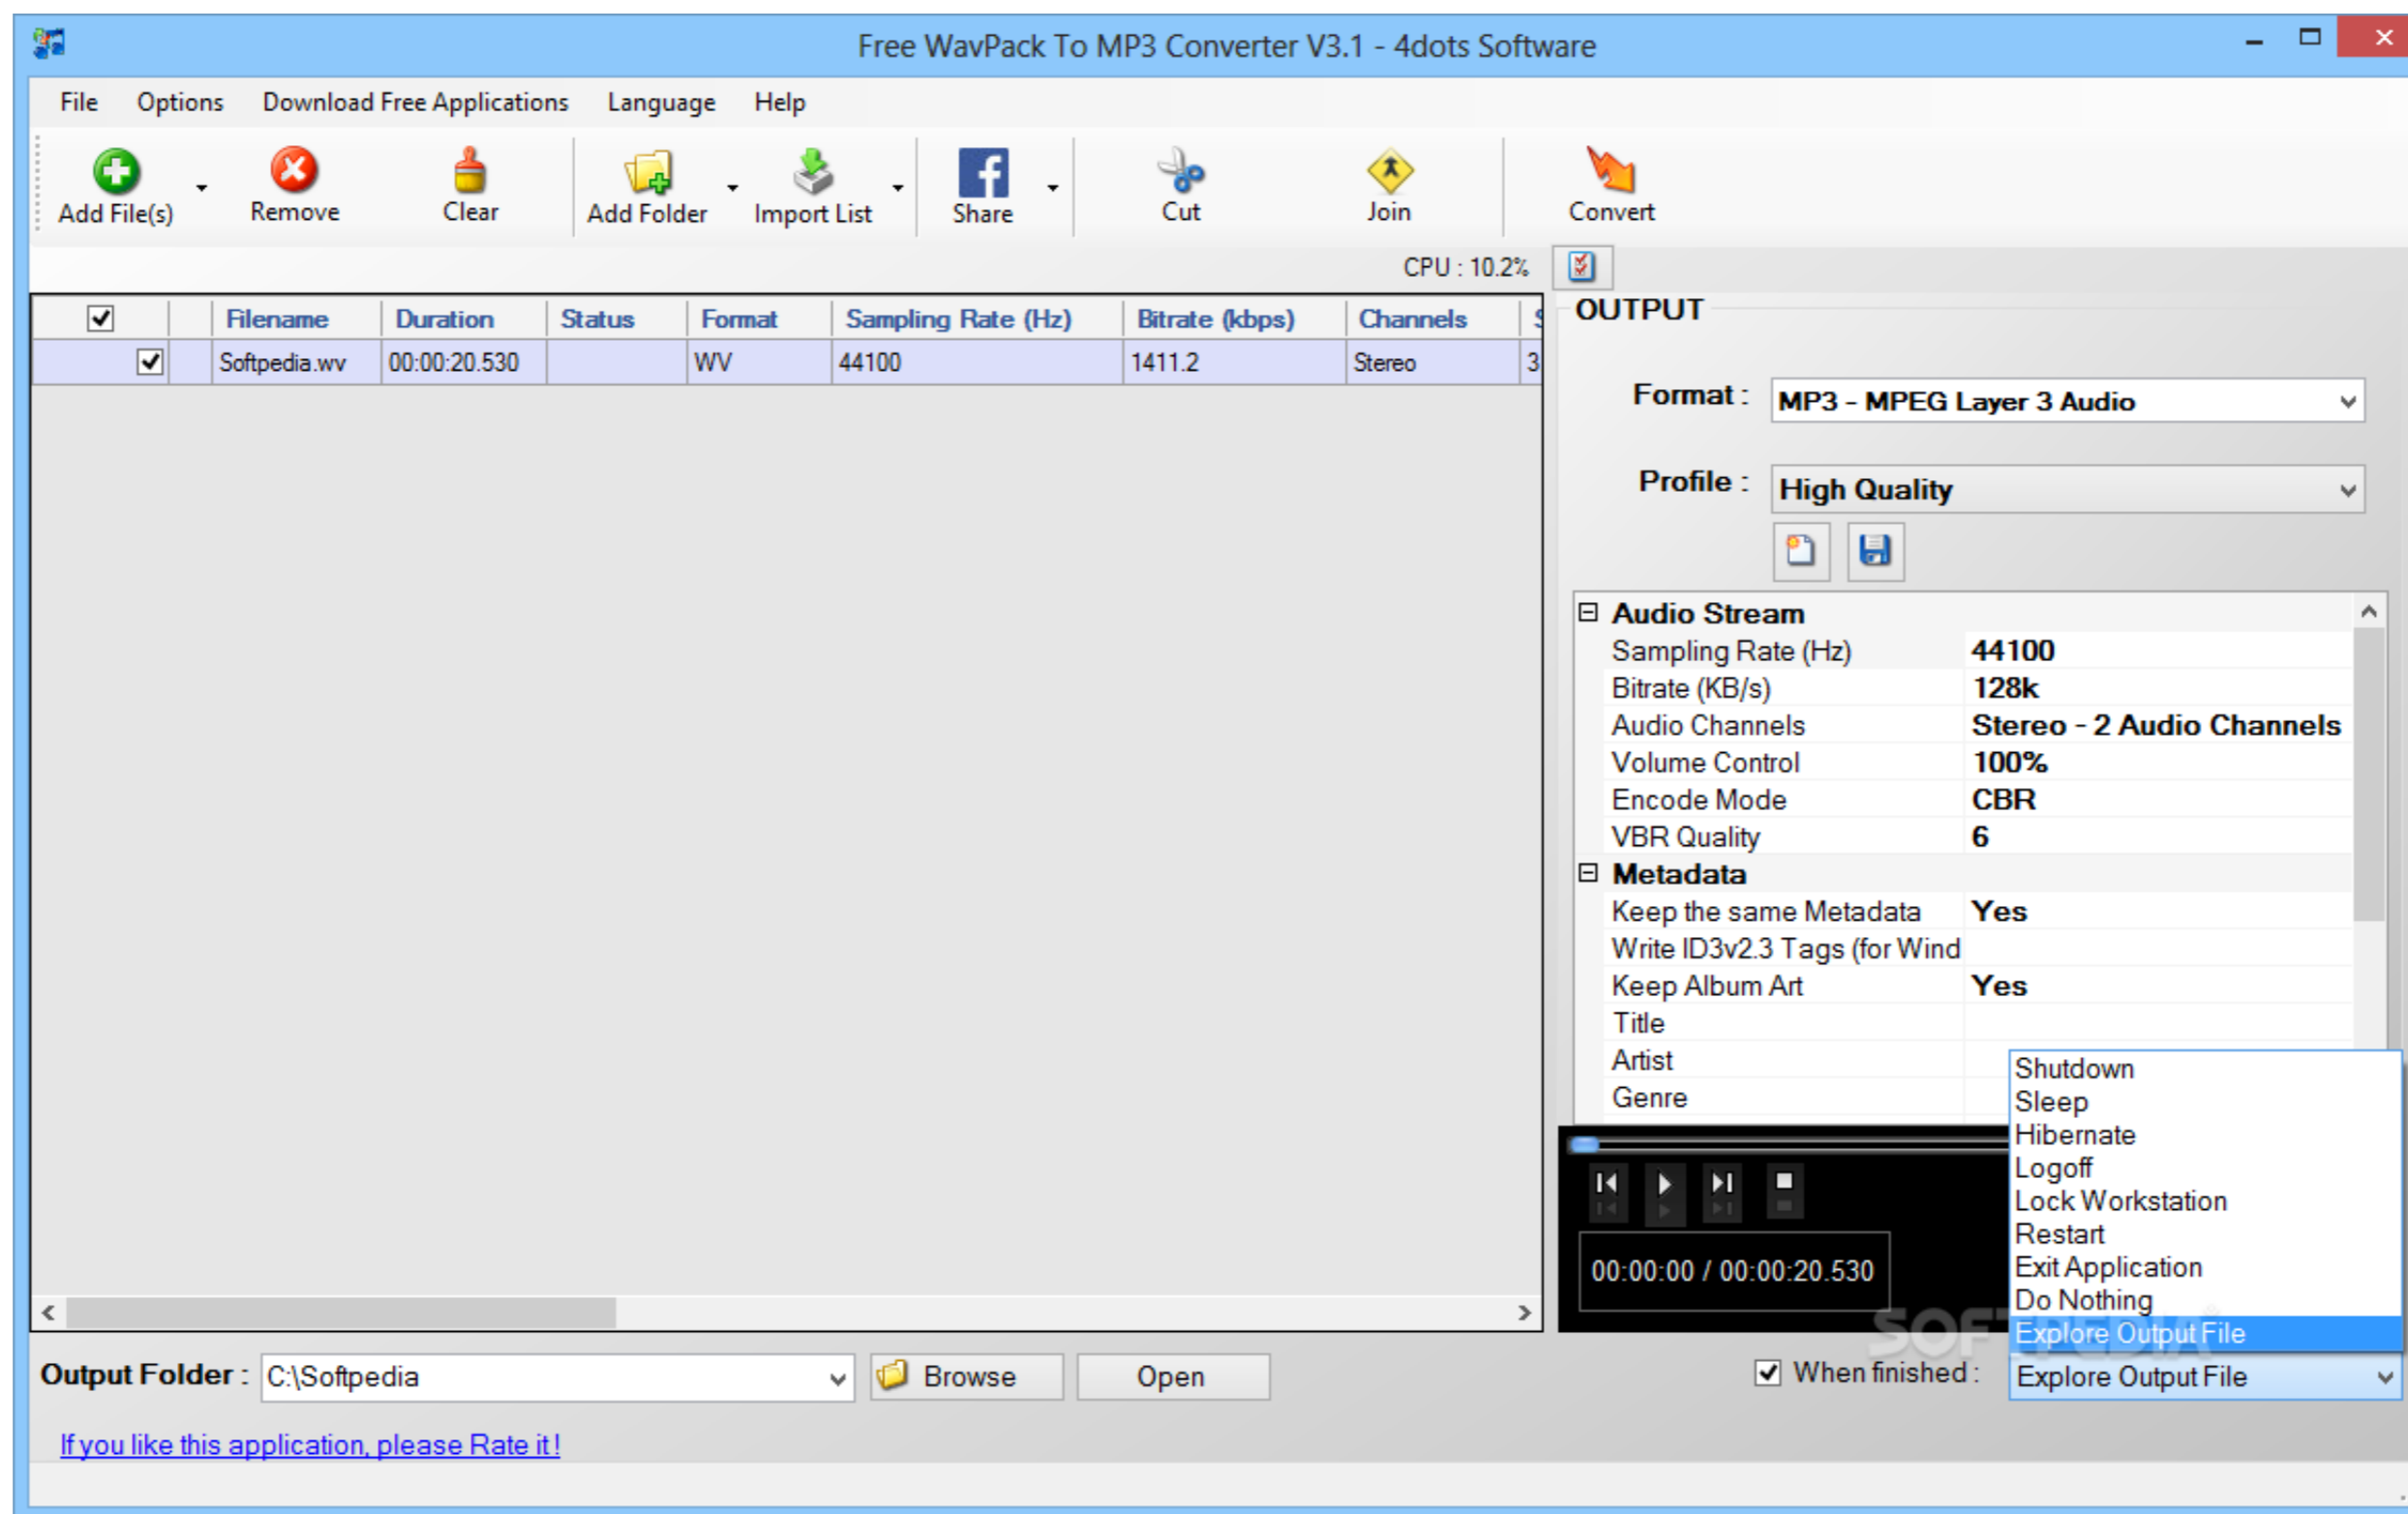 Free WavPack To MP3 Converter V3.1 - 4dots Software
File Options Download Free Applications Language Help
Add File(s) Remove Clear Add Folder Import List Share Cut Join Convert
CPU : 10.2%
Filename Duration Status Format Sampling Rate (Hz) Bitrate (kbps) Channels
Softpedia.wv 00:00:20.530 WV 44100 1411.2 Stereo 3
OUTPUT
Format : MP3 - MPEG Layer 3 Audio
Profile : High Quality
Audio Stream
Sampling Rate (Hz) 44100
Bitrate (KB/s) 128k
Audio Channels Stereo - 2 Audio Channels
Volume Control 100%
Encode Mode CBR
VBR Quality 6
Metadata
Keep the same Metadata Yes
Write ID3v2.3 Tags (for Wind
Keep Album Art Yes
Title
Artist
Genre
Shutdown
Sleep
Hibernate
Logoff
Lock Workstation
Restart
Exit Application
Do Nothing
Explore Output File
00:00:00 / 00:00:20.530
SOFTPEDIA
Output Folder : C:\Softpedia Browse Open When finished : Explore Output File
If you like this application, please Rate it !